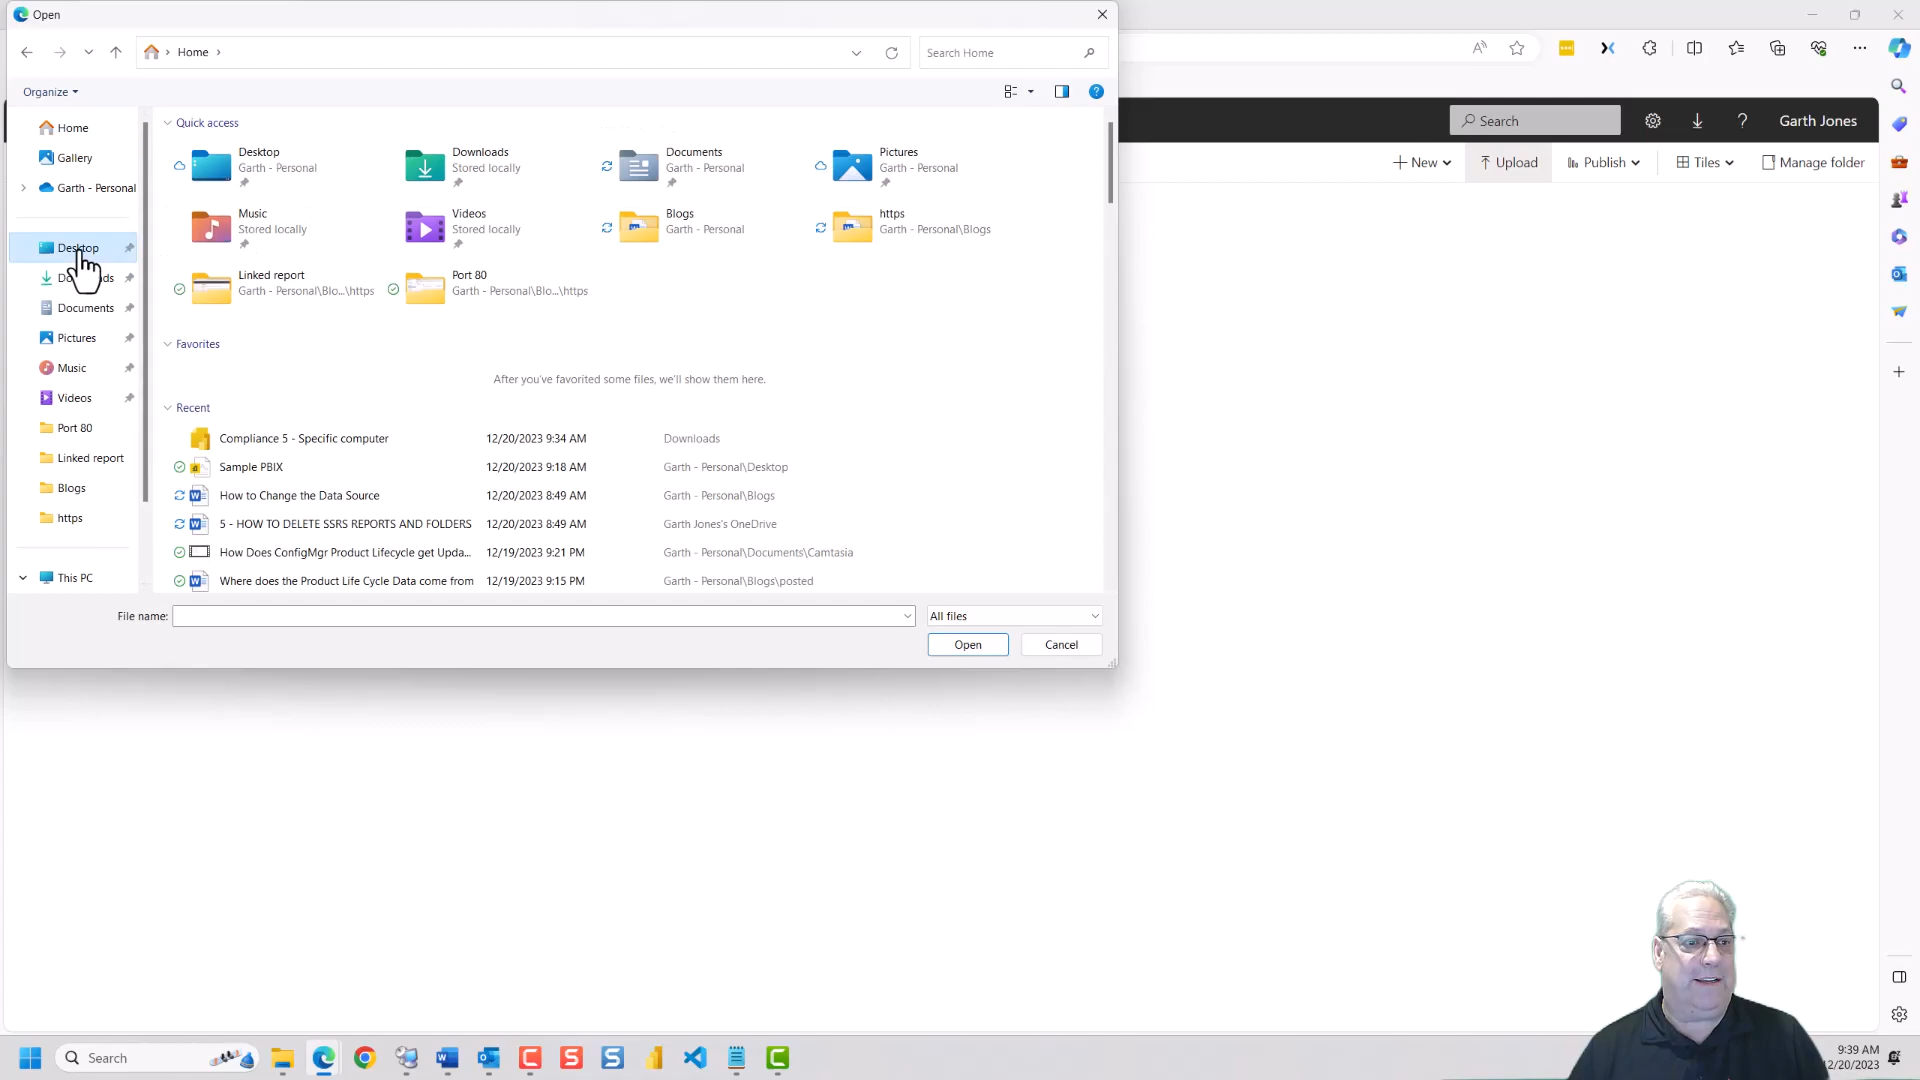 Open
Home
Search Home
Organize
Home
Gallery
Garth - Personal
Desktop
Documents
Pictures
Music
Videos
Port 80
Linked report
Blogs
https
This PC
Quick access
Desktop
Garth - Personal
Downloads
Stored locally
Documents
Garth - Personal
Pictures
Garth - Personal
Music
Stored locally
Videos
Stored locally
Blogs
Garth - Personal
https
Garth - Personal\Blogs
Linked report
Garth - Personal\Blo...\https
Port 80
Garth - Personal\Blo...\https
Favorites
After you've favorited some files, we'll show them here.
Recent
Compliance 5 - Specific computer 12/20/2023 9:34 AM Downloads
Sample PBIX 12/20/2023 9:18 AM Garth - Personal\Desktop
How to Change the Data Source 12/20/2023 8:49 AM Garth - Personal\Blogs
5 - HOW TO DELETE SSRS REPORTS AND FOLDERS 12/20/2023 8:49 AM Garth Jones's OneDrive
How Does ConfigMgr Product Lifecycle get Upda... 12/19/2023 9:21 PM Garth - Personal\Documents\Camtasia
Where does the Product Life Cycle Data come from 12/19/2023 9:15 PM Garth - Personal\Blogs\posted
File name:
All files
Open Cancel
Search
Garth Jones
New Upload Publish Tiles Manage folder
Search
9:39 AM
12/20/2023